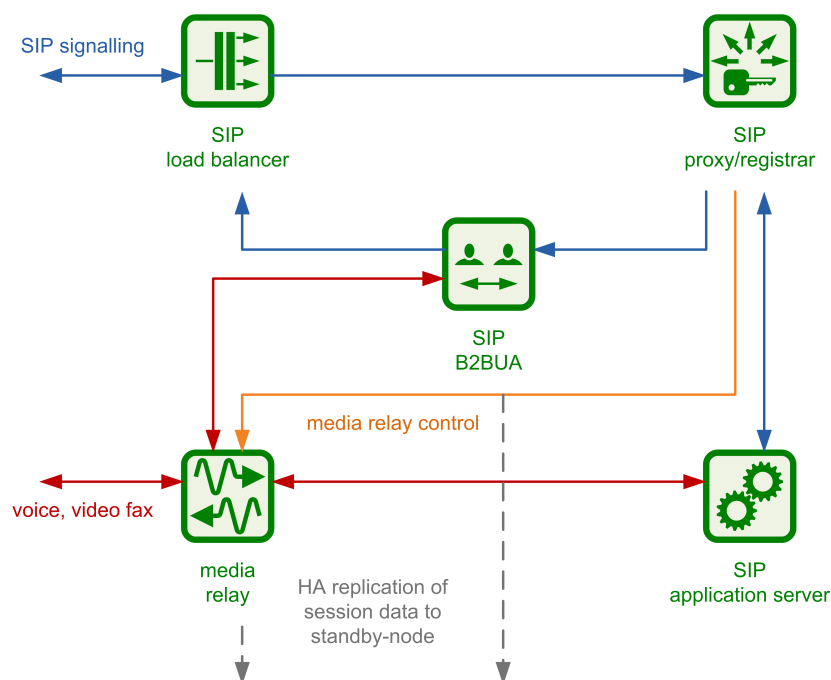 SIP signalling
SIP
load balancer
SIP
proxy/registrar
SIP
B2BUA
media relay control
voice, video fax
media
relay
HA replication of
session data to
standby-node
SIP
application server